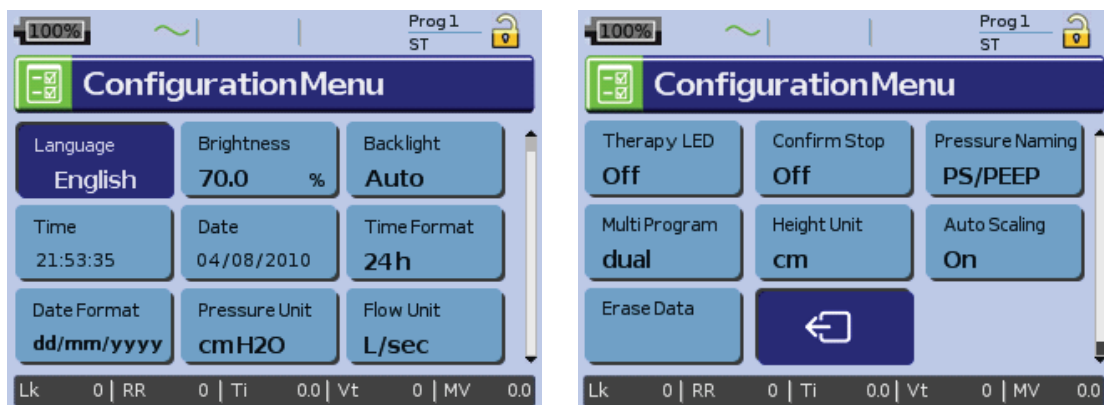 100%
Prog 1
ST
Configuration Menu
Language
English
Brightness
70.0 %
Backlight
Auto
Time
21:53:35
Date
04/08/2010
Time Format
24h
Date Format
dd/mm/yyyy
Pressure Unit
cmH2O
Flow Unit
L/sec
Lk 0 | RR 0 | Ti 0.0 | Vt 0 | MV 0.0
100%
Prog 1
ST
Configuration Menu
Therapy LED
Off
Confirm Stop
Off
Pressure Naming
PS/PEEP
Multi Program
dual
Height Unit
cm
Auto Scaling
On
Erase Data
Lk 0 | RR 0 | Ti 0.0 | Vt 0 | MV 0.0